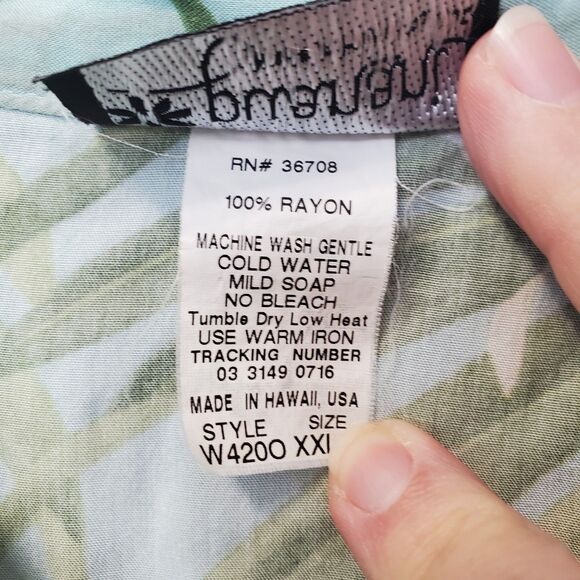 RN# 36708
100% RAYON
MACHINE WASH GENTLE
COLD WATER
MILD SOAP
NO BLEACH
Tumble Dry Low Heat
USE WARM IRON
TRACKING NUMBER
03 3149 0716
MADE IN HAWAII, USA
STYLE SIZE
W4200 XXL